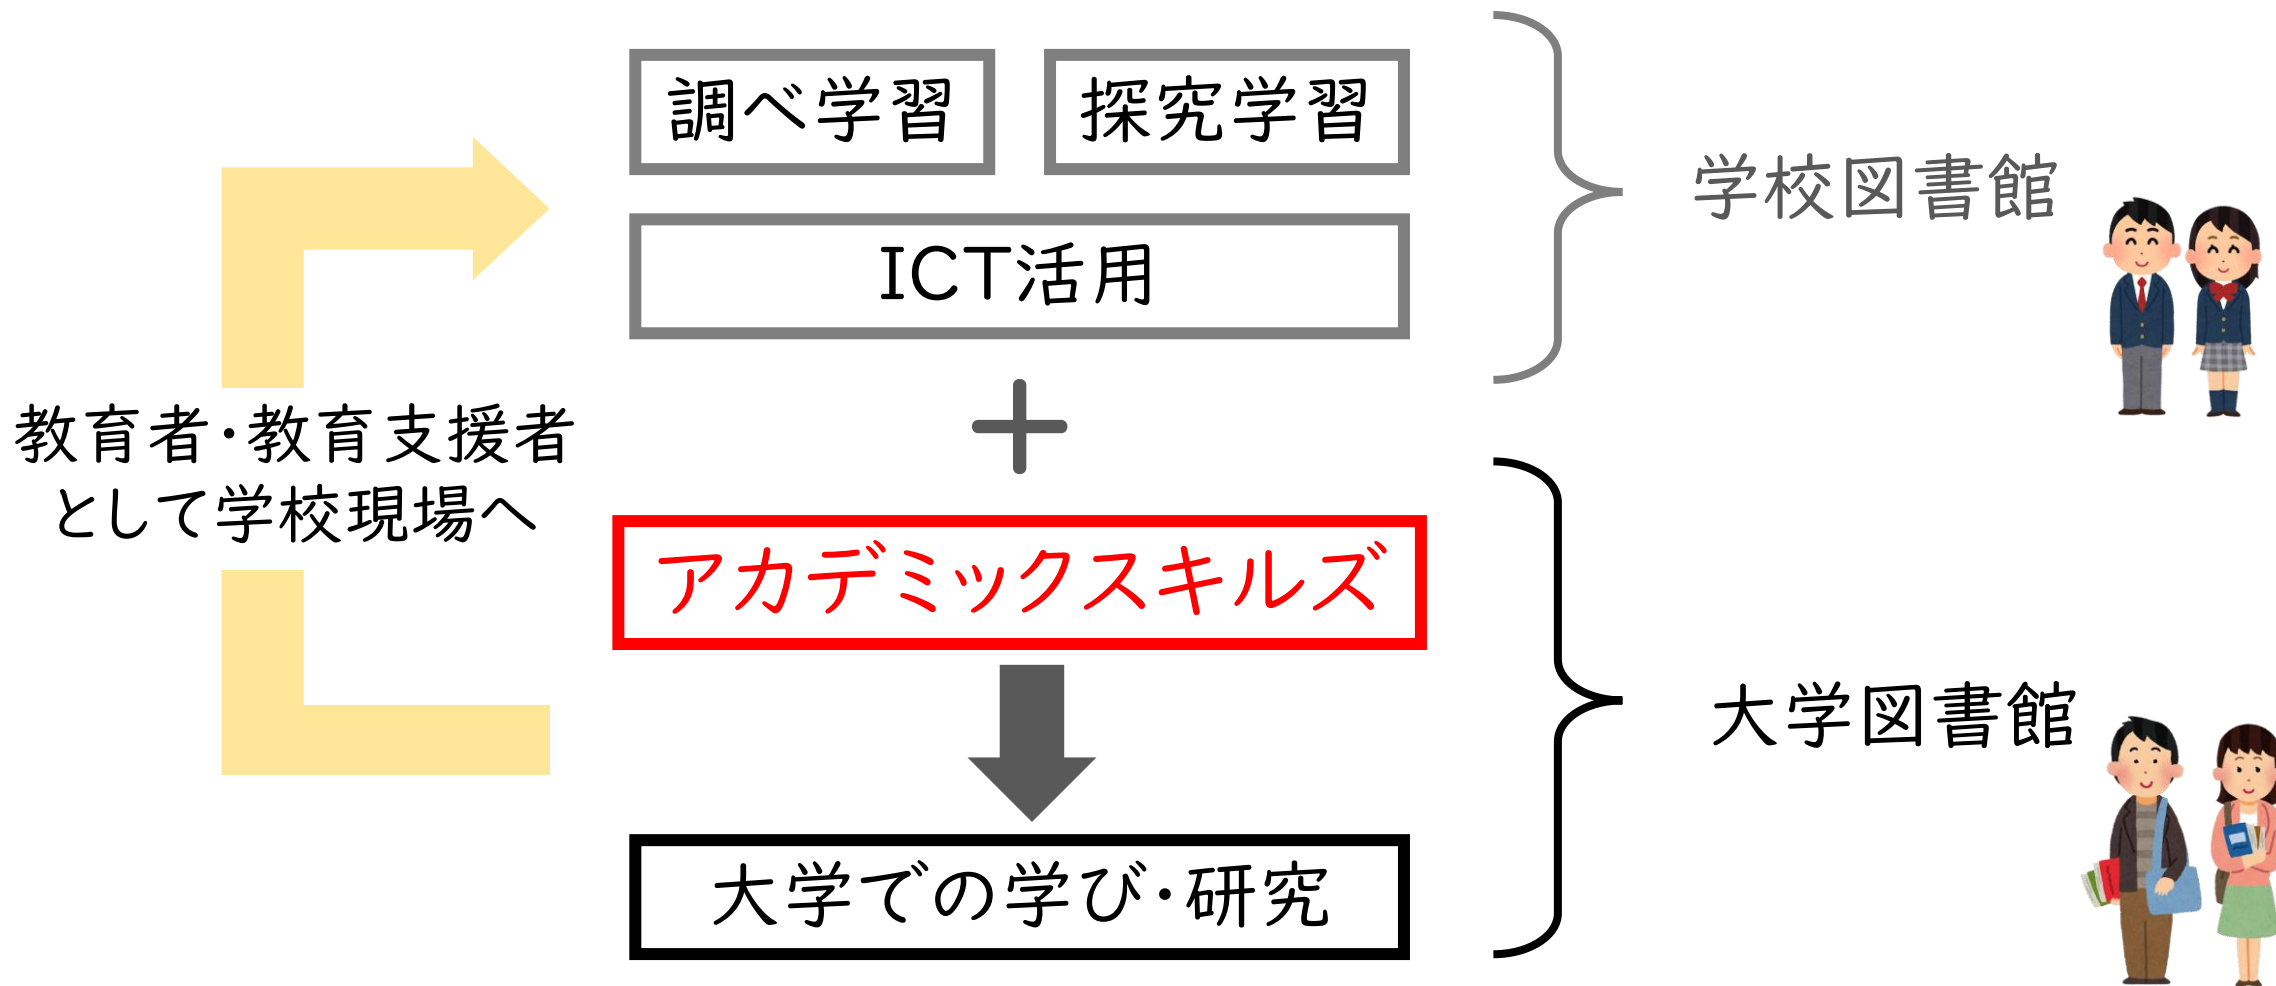 調べ学習
探究学習
ICT活用
学校図書館
+
教育者・教育支援者
として学校現場へ
アカデミックスキルズ
大学図書館
大学での学び・研究